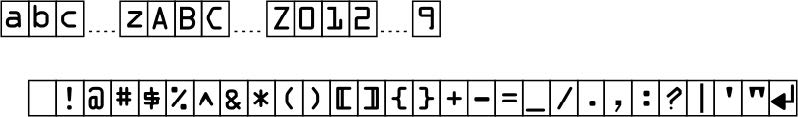 abc....zABC....Z012....9
!@#$%^&*()[]{}+-=_/.,:?|'"↵